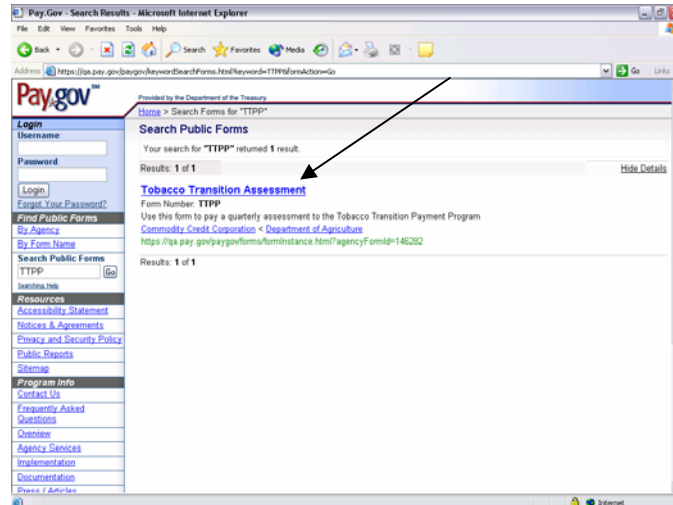 Pay.Gov - Search Results - Microsoft Internet Explorer
File Edit View Favorites Tools Help
Back Search Favorites Media
Address https://qa.pay.gov/paygov/keywordSearchForms.html?keyword=TTPP&formAction=Go Go Links
Pay.gov™
Provided by the Department of the Treasury.
Home > Search Forms for "TTPP"
Login
Username:
Password:
Login
Forgot Your Password?
Find Public Forms
By Agency
By Form Name
Search Public Forms
TTPP Go
Searching Help
Resources
Accessibility Statement
Notices & Agreements
Privacy and Security Policy
Public Reports
Sitemap
Program Info
Contact Us
Frequently Asked
Questions
Overview
Agency Services
Implementation
Documentation
Press / Articles
Search Public Forms
Your search for "TTPP" returned 1 result.
Results: 1 of 1 Hide Details
Tobacco Transition Assessment
Form Number: TTPP
Use this form to pay a quarterly assessment to the Tobacco Transition Payment Program
Commodity Credit Corporation < Department of Agriculture
https://qa.pay.gov/paygov/forms/formInstance.html?agencyFormId=146282
Results: 1 of 1
Internet